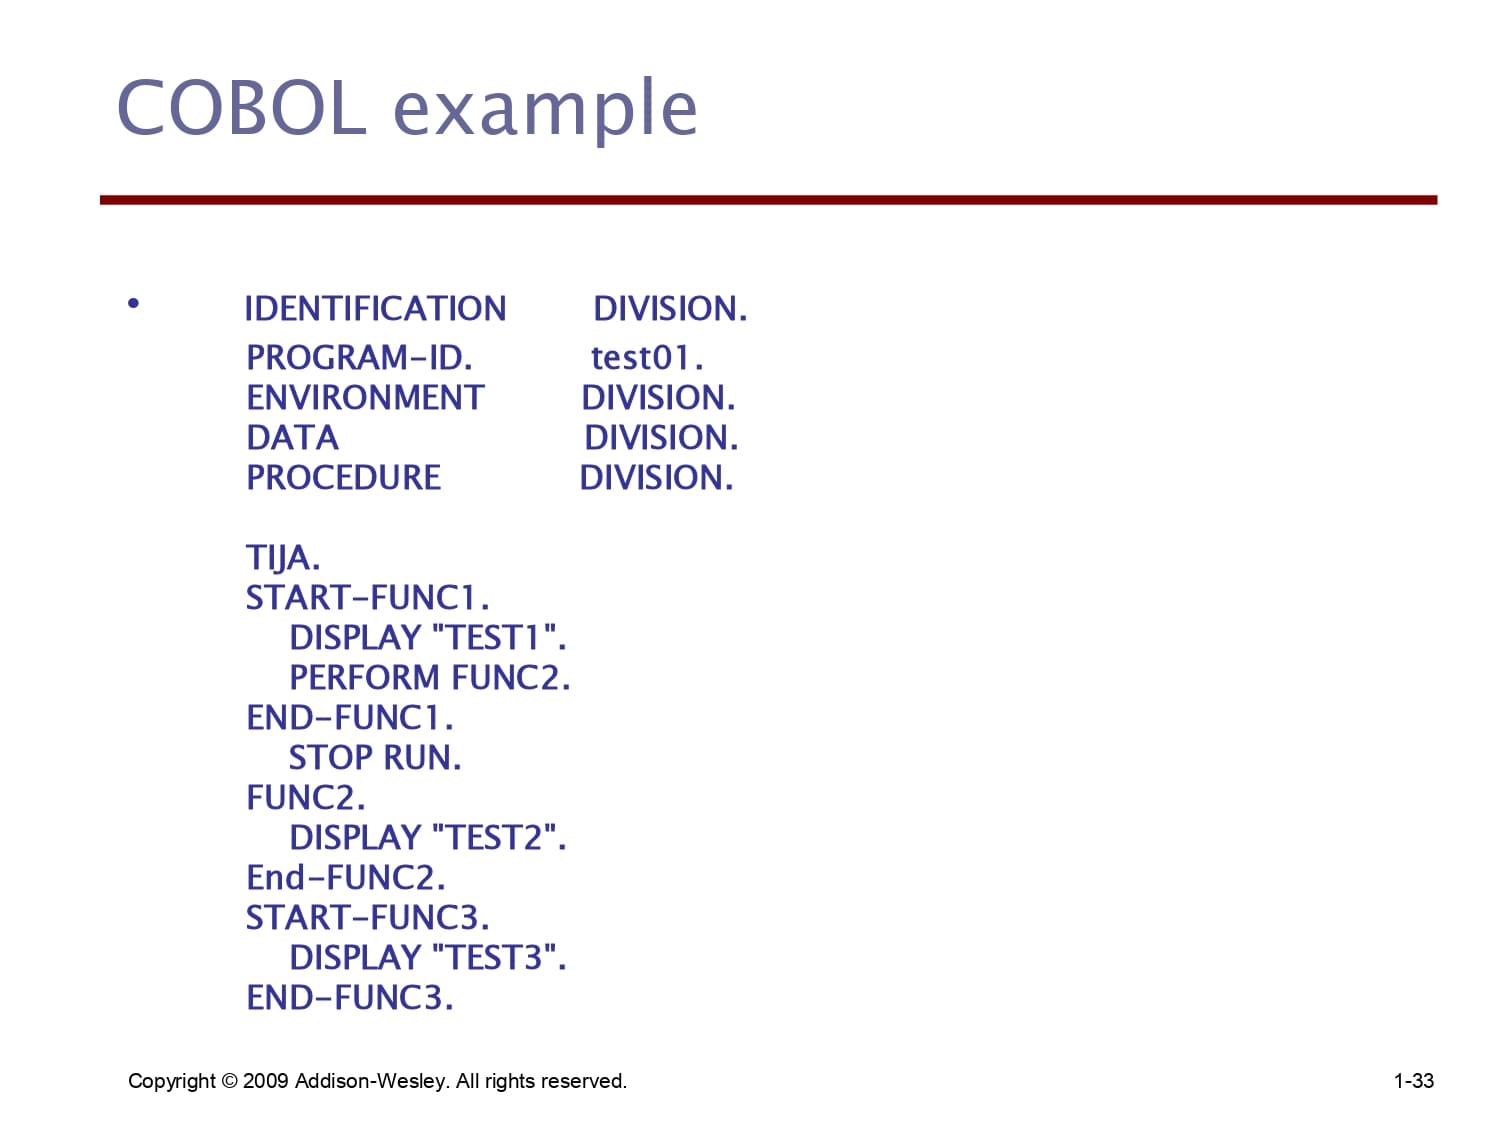 COBOL example
• IDENTIFICATION DIVISION.
PROGRAM-ID. test01.
ENVIRONMENT DIVISION.
DATA DIVISION.
PROCEDURE DIVISION.
TIJA.
START-FUNC1.
DISPLAY "TEST1".
PERFORM FUNC2.
END-FUNC1.
STOP RUN.
FUNC2.
DISPLAY "TEST2".
End-FUNC2.
START-FUNC3.
DISPLAY "TEST3".
END-FUNC3.
Copyright © 2009 Addison-Wesley. All rights reserved. 1-33